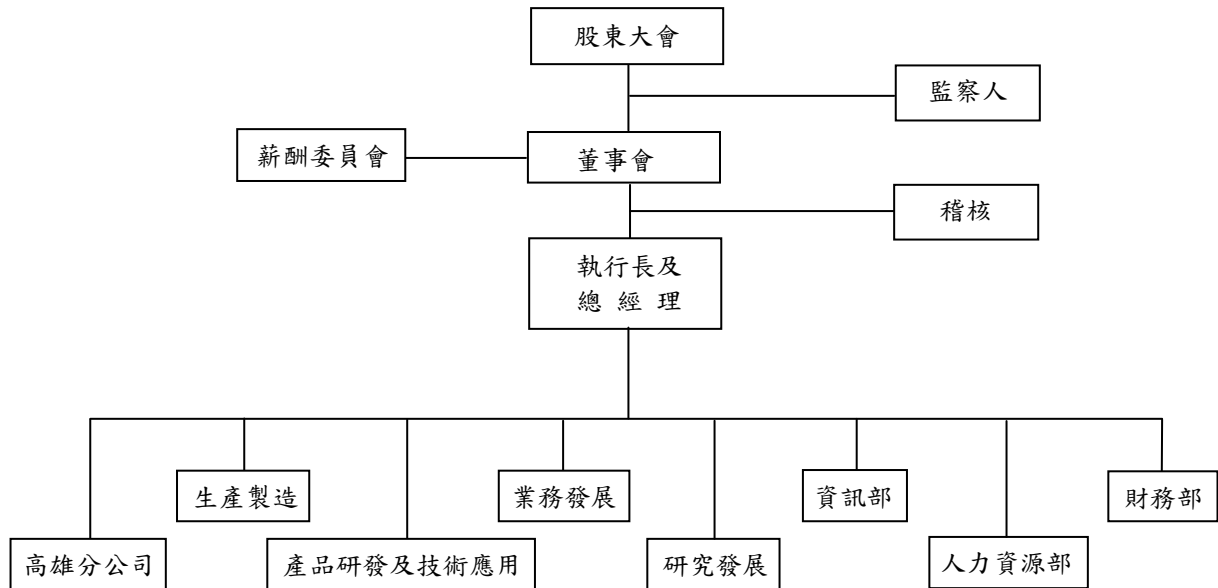 股東大會
監察人
薪酬委員會
董事會
稽核
執行長及
總 經 理
生產製造
業務發展
資訊部
財務部
高雄分公司
產品研發及技術應用
研究發展
人力資源部